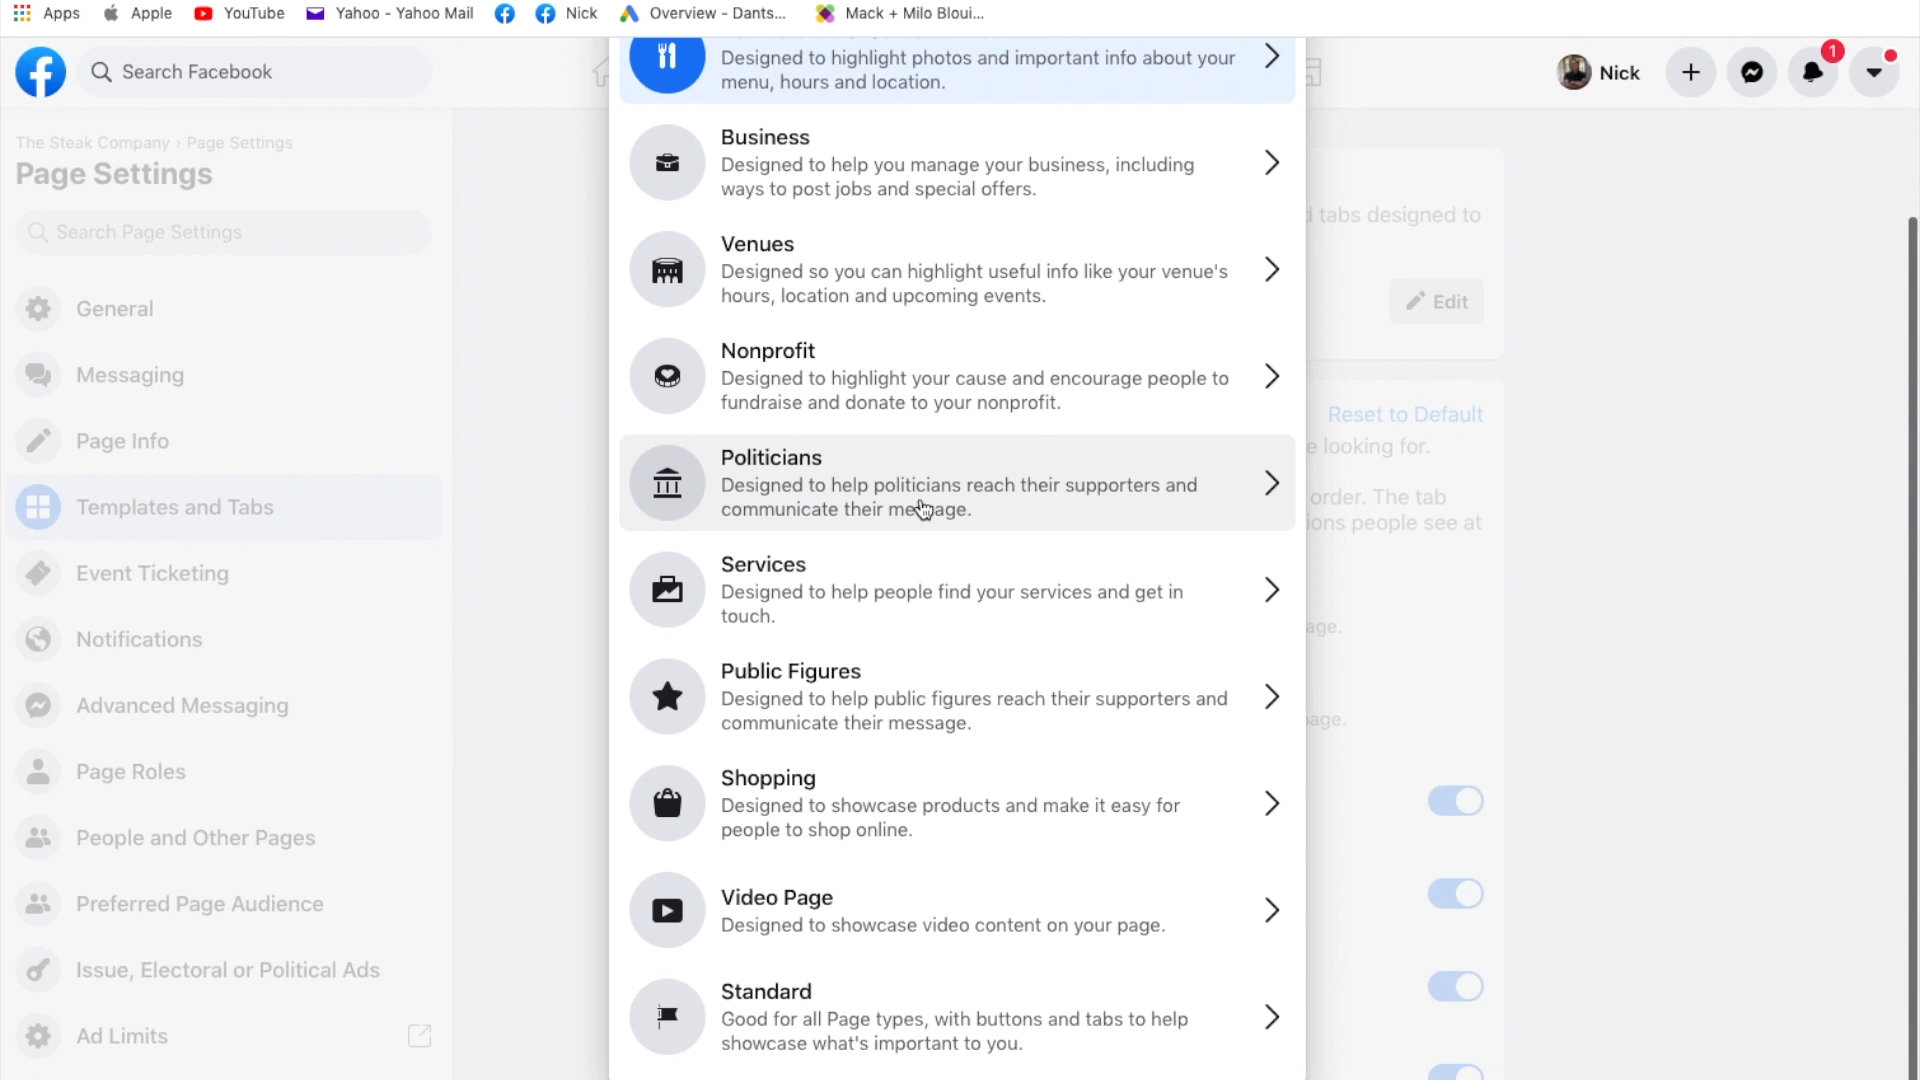 Apps
Apple
YouTube
Yahoo - Yahoo Mail
Nick
Overview - Dants...
Mack + Milo Bloui...
Search Facebook
Nick
1
The Steak Company › Page Settings
Page Settings
Search Page Settings
General
Messaging
Page Info
Templates and Tabs
Event Ticketing
Notifications
Advanced Messaging
Page Roles
People and Other Pages
Preferred Page Audience
Issue, Electoral or Political Ads
Ad Limits
Designed to highlight photos and important info about your
menu, hours and location.
Business
Designed to help you manage your business, including
ways to post jobs and special offers.
Venues
Designed so you can highlight useful info like your venue's
hours, location and upcoming events.
Nonprofit
Designed to highlight your cause and encourage people to
fundraise and donate to your nonprofit.
Politicians
Designed to help politicians reach their supporters and
communicate their message.
Services
Designed to help people find your services and get in
touch.
Public Figures
Designed to help public figures reach their supporters and
communicate their message.
Shopping
Designed to showcase products and make it easy for
people to shop online.
Video Page
Designed to showcase video content on your page.
Standard
Good for all Page types, with buttons and tabs to help
showcase what's important to you.
tabs designed to
Edit
Reset to Default
looking for.
order. The tab
people see at